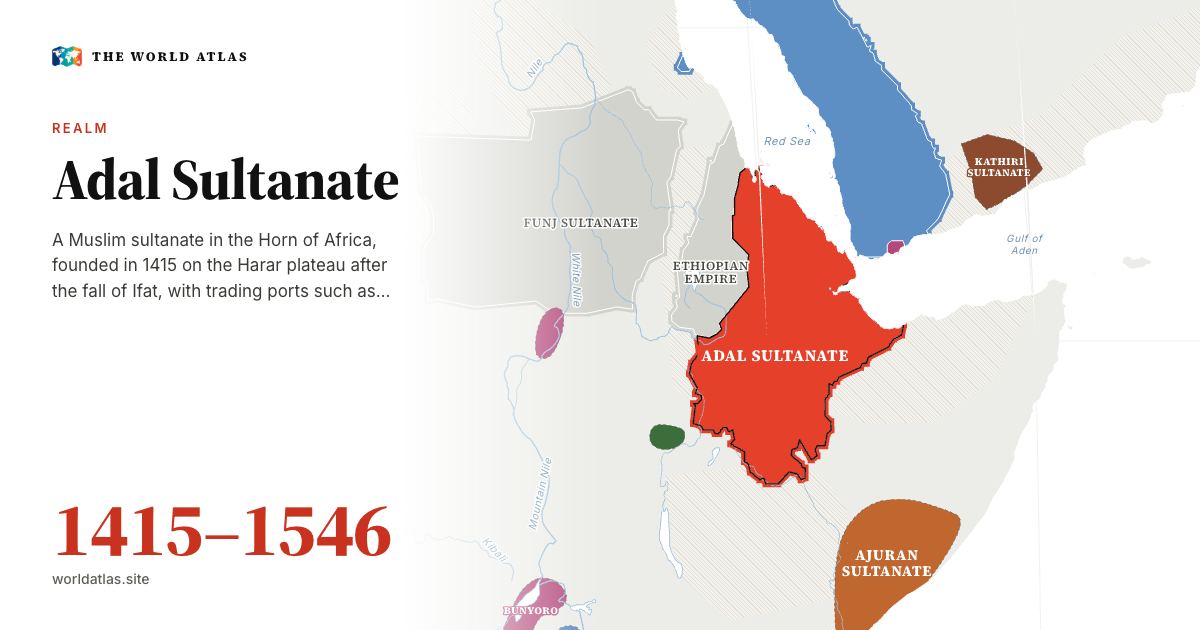 THE WORLD ATLAS
REALM
Adal Sultanate
A Muslim sultanate in the Horn of Africa,
founded in 1415 on the Harar plateau after
the fall of Ifat, with trading ports such as...
1415–1546
worldatlas.site
Nile
Red Sea
KATHIRI
SULTANATE
FUNJ SULTANATE
Gulf of
Aden
ETHIOPIAN
EMPIRE
White Nile
ADAL SULTANATE
Mountain Nile
Kibali
AJURAN
SULTANATE
BUNYORO